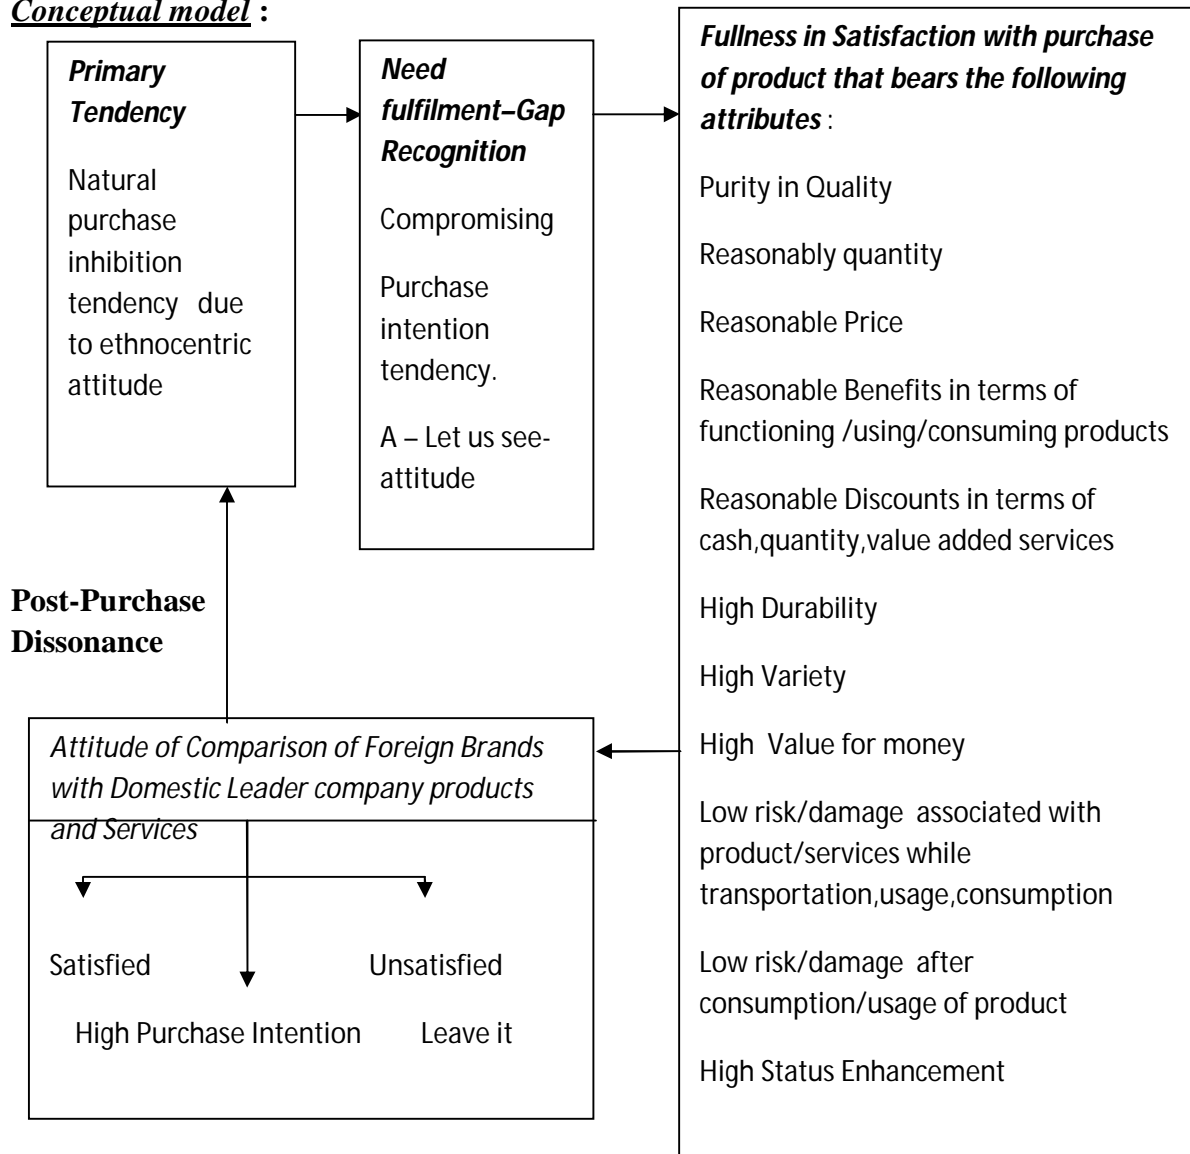 Conceptual model :
Primary
Tendency
Natural
purchase
inhibition
tendency due
to ethnocentric
attitude
Need
fulfilment–Gap
Recognition
Compromising
Purchase
intention
tendency.
A – Let us see-
attitude
Fullness in Satisfaction with purchase
of product that bears the following
attributes :
Purity in Quality
Reasonably quantity
Reasonable Price
Reasonable Benefits in terms of
functioning /using/consuming products
Reasonable Discounts in terms of
cash,quantity,value added services
High Durability
High Variety
High Value for money
Low risk/damage associated with
product/services while
transportation,usage,consumption
Low risk/damage after
consumption/usage of product
High Status Enhancement
Post-Purchase
Dissonance
Attitude of Comparison of Foreign Brands
with Domestic Leader company products
and Services
Satisfied Unsatisfied
High Purchase Intention Leave it